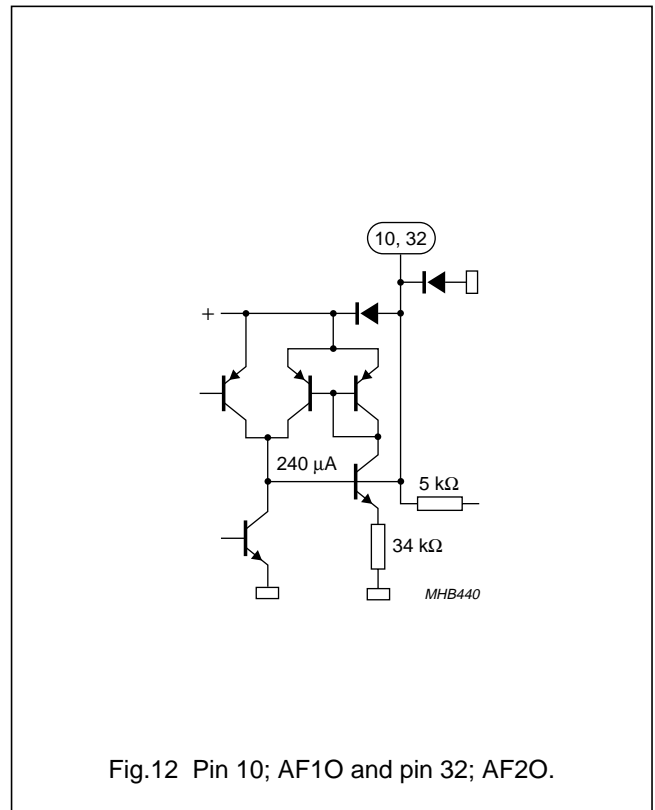 10, 32
+
240 µA
5 kΩ
34 kΩ
MHB440
Fig.12 Pin 10; AF1O and pin 32; AF2O.